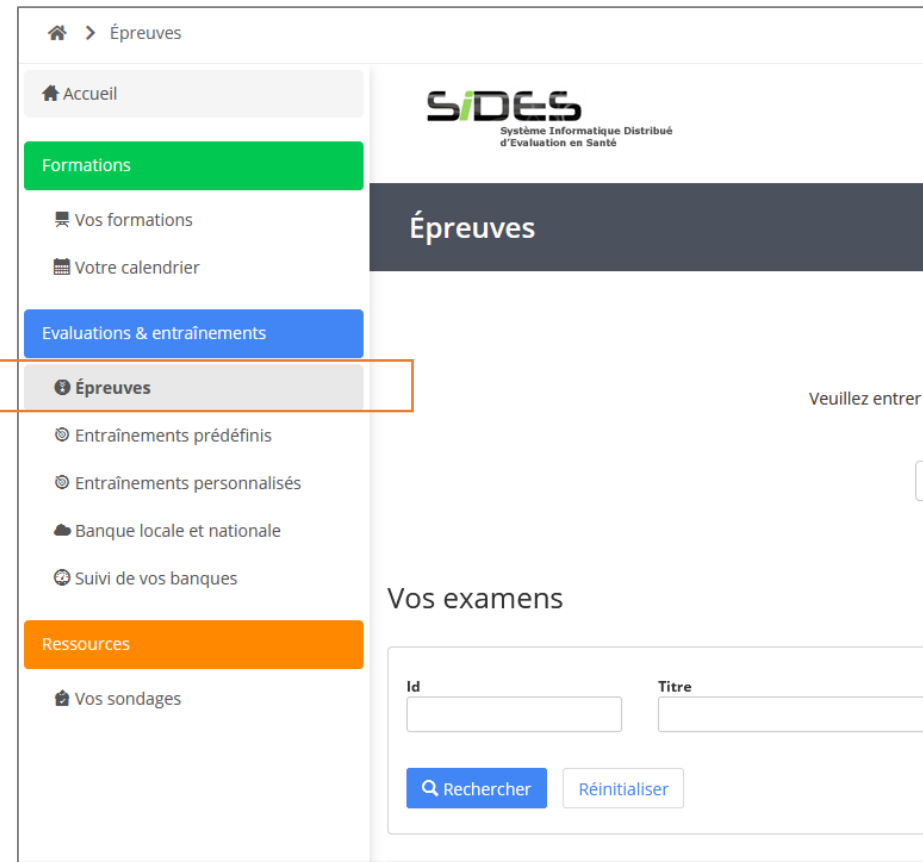 Épreuves
Accueil
Formations
Vos formations
Votre calendrier
Evaluations & entraînements
Épreuves
Entraînements prédéfinis
Entraînements personnalisés
Banque locale et nationale
Suivi de vos banques
Ressources
Vos sondages
SiDES
Système Informatique Distribué
d'Evaluation en Santé
Épreuves
Veuillez entrer
Vos examens
Id Titre
Rechercher Réinitialiser